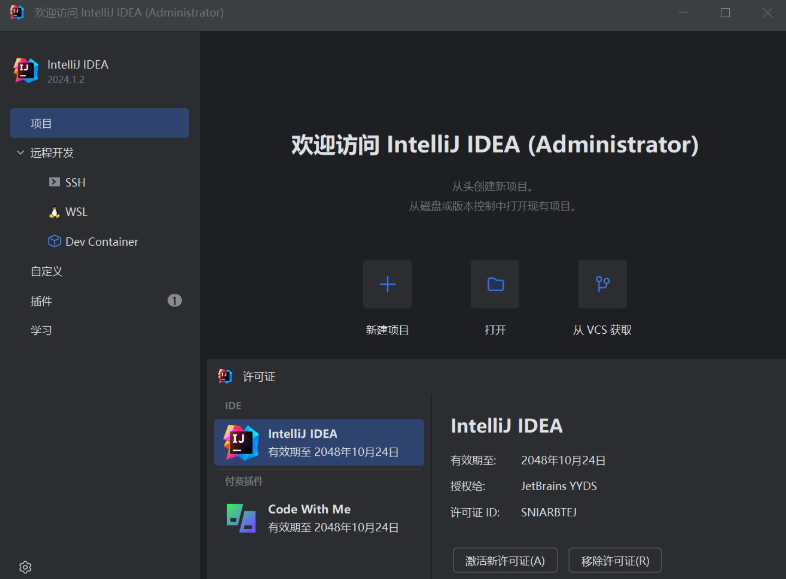 欢迎访问 IntelliJ IDEA (Administrator)
IntelliJ IDEA
2024.1.2
项目
远程开发
SSH
WSL
Dev Container
自定义
插件 1
学习
欢迎访问 IntelliJ IDEA (Administrator)
从头创建新项目。
从磁盘或版本控制中打开现有项目。
新建项目
打开
从 VCS 获取
许可证
IDE
IntelliJ IDEA
有效期至 2048年10月24日
付费插件
Code With Me
有效期至 2048年10月24日
IntelliJ IDEA
有效期至: 2048年10月24日
授权给: JetBrains YYDS
许可证 ID: SNIARBTEJ
激活新许可证(A) 移除许可证(R)